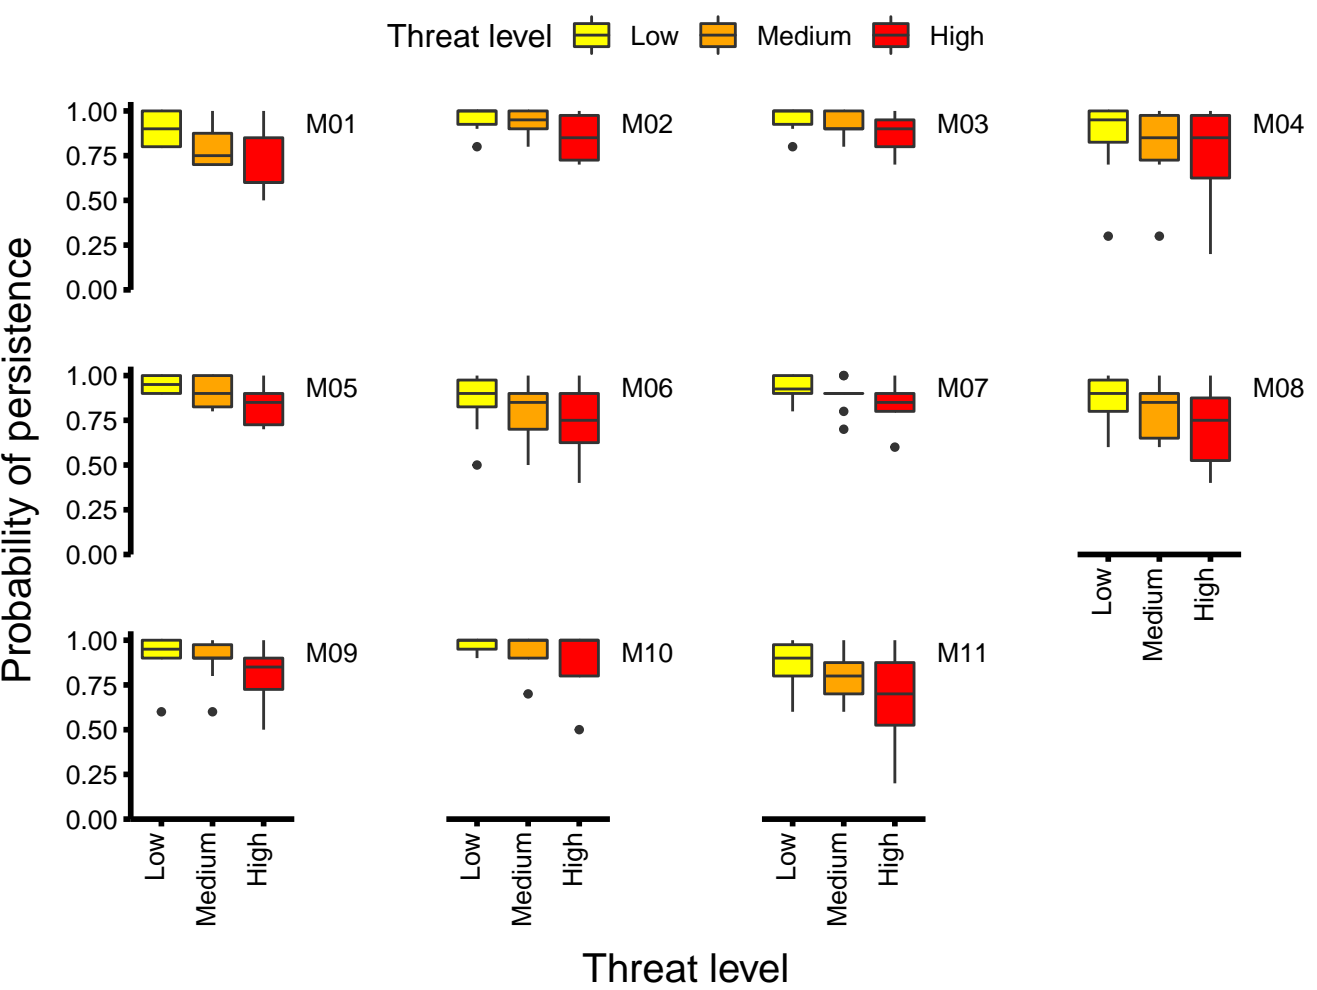 Threat level Low Medium High
1.00 0.75 0.50 0.25 0.00 M01 M02 M03 M04
Probability of persistence
1.00 0.75 0.50 0.25 0.00 M05 M06 M07 M08
Low Medium High
1.00 0.75 0.50 0.25 0.00 M09 M10 M11
Low Medium High Low Medium High Low Medium High
Threat level